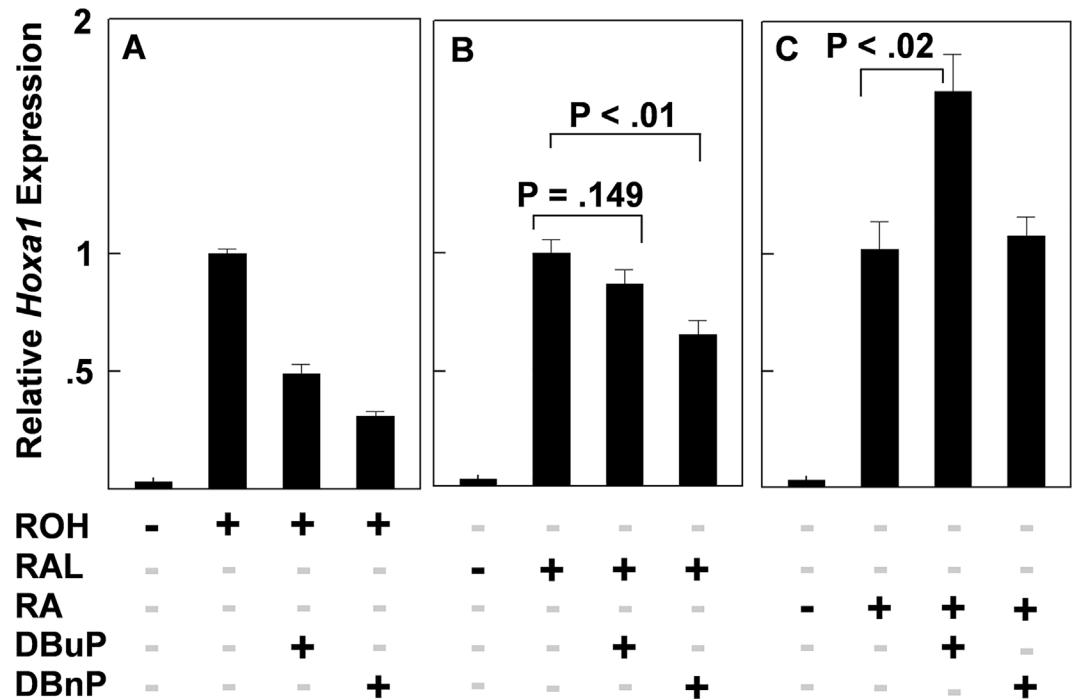 Relative Hoxa1 Expression
2
1
.5
A
B
P < .01
P = .149
C
P < .02
ROH - + + + - - - - - - - -
RAL - - - - - + + + - - - -
RA - - - - - - - - - + + +
DBuP - - + - - - + - - - + -
DBnP - - - + - - - + - - - +